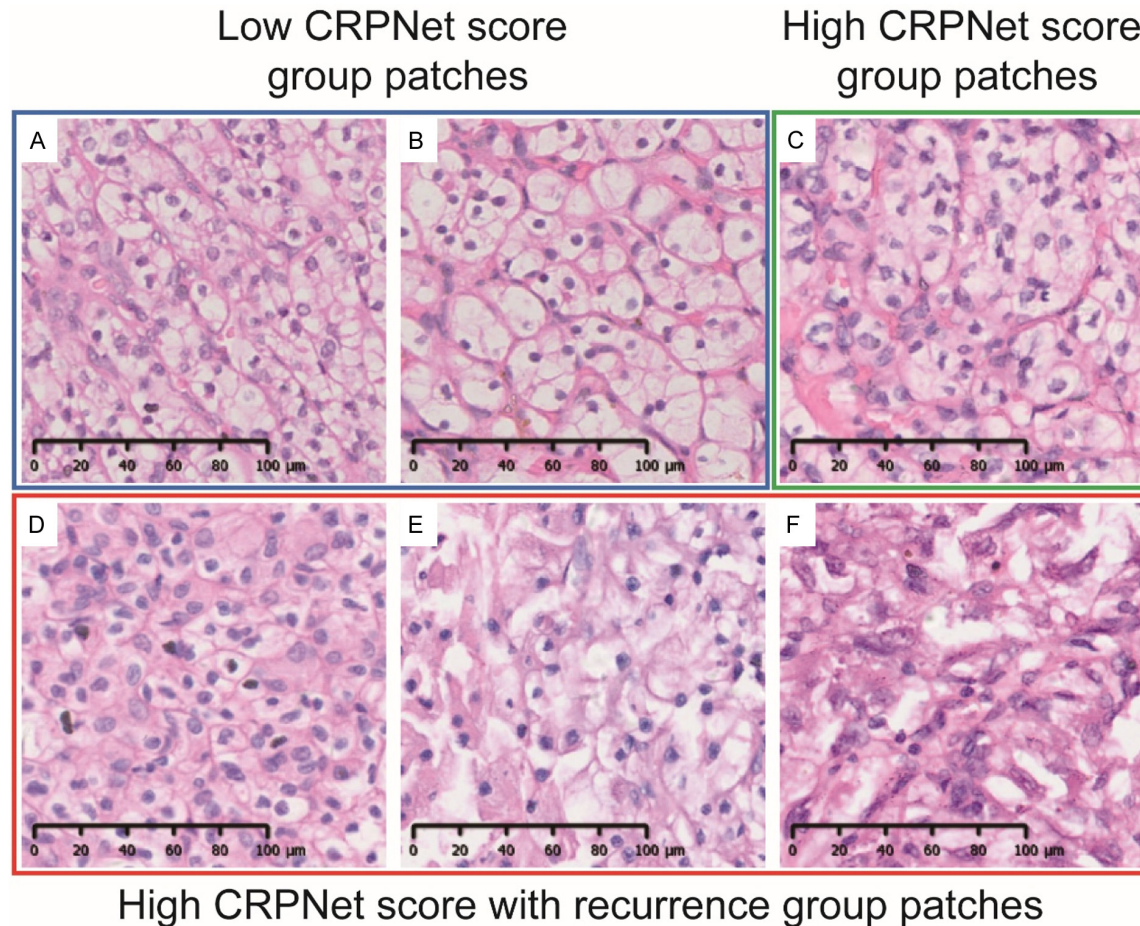 Low CRPNet score
group patches
High CRPNet score
group patches
A
B
C
0 20 40 60 80 100 µm
0 20 40 60 80 100 µm
0 20 40 60 80 100 µm
D
E
F
0 20 40 60 80 100 µm
0 20 40 60 80 100 µm
0 20 40 60 80 100 µm
High CRPNet score with recurrence group patches